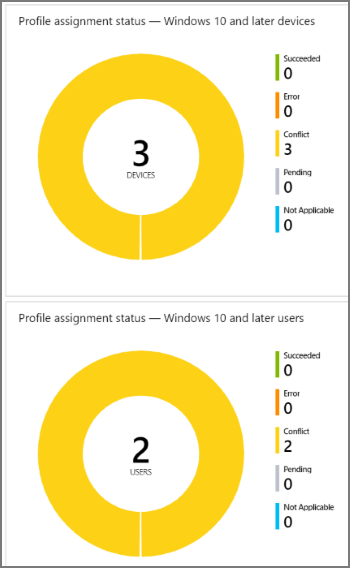 Profile assignment status — Windows 10 and later devices
Succeeded
0
Error
0
Conflict
3
Pending
0
Not Applicable
0
3
DEVICES
Profile assignment status — Windows 10 and later users
Succeeded
0
Error
0
Conflict
2
Pending
0
Not Applicable
0
2
USERS